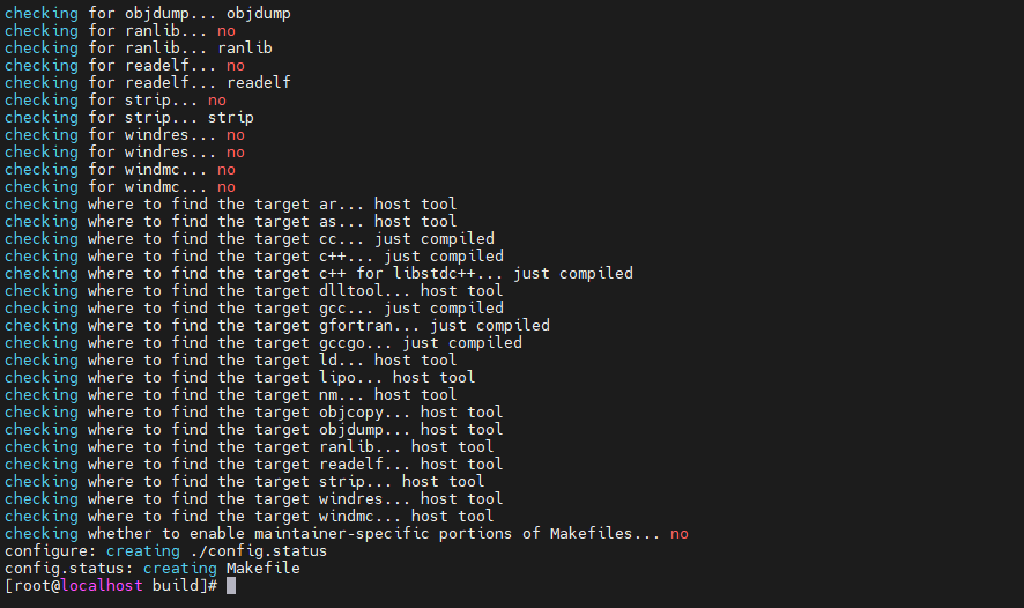 checking for objdump... objdump
checking for ranlib... no
checking for ranlib... ranlib
checking for readelf... no
checking for readelf... readelf
checking for strip... no
checking for strip... strip
checking for windres... no
checking for windres... no
checking for windmc... no
checking for windmc... no
checking where to find the target ar... host tool
checking where to find the target as... host tool
checking where to find the target cc... just compiled
checking where to find the target c++... just compiled
checking where to find the target c++ for libstdc++... just compiled
checking where to find the target dlltool... host tool
checking where to find the target gcc... just compiled
checking where to find the target gfortran... just compiled
checking where to find the target gccgo... just compiled
checking where to find the target ld... host tool
checking where to find the target lipo... host tool
checking where to find the target nm... host tool
checking where to find the target objcopy... host tool
checking where to find the target objdump... host tool
checking where to find the target ranlib... host tool
checking where to find the target readelf... host tool
checking where to find the target strip... host tool
checking where to find the target windres... host tool
checking where to find the target windmc... host tool
checking whether to enable maintainer-specific portions of Makefiles... no
configure: creating ./config.status
config.status: creating Makefile
[root@localhost build]#